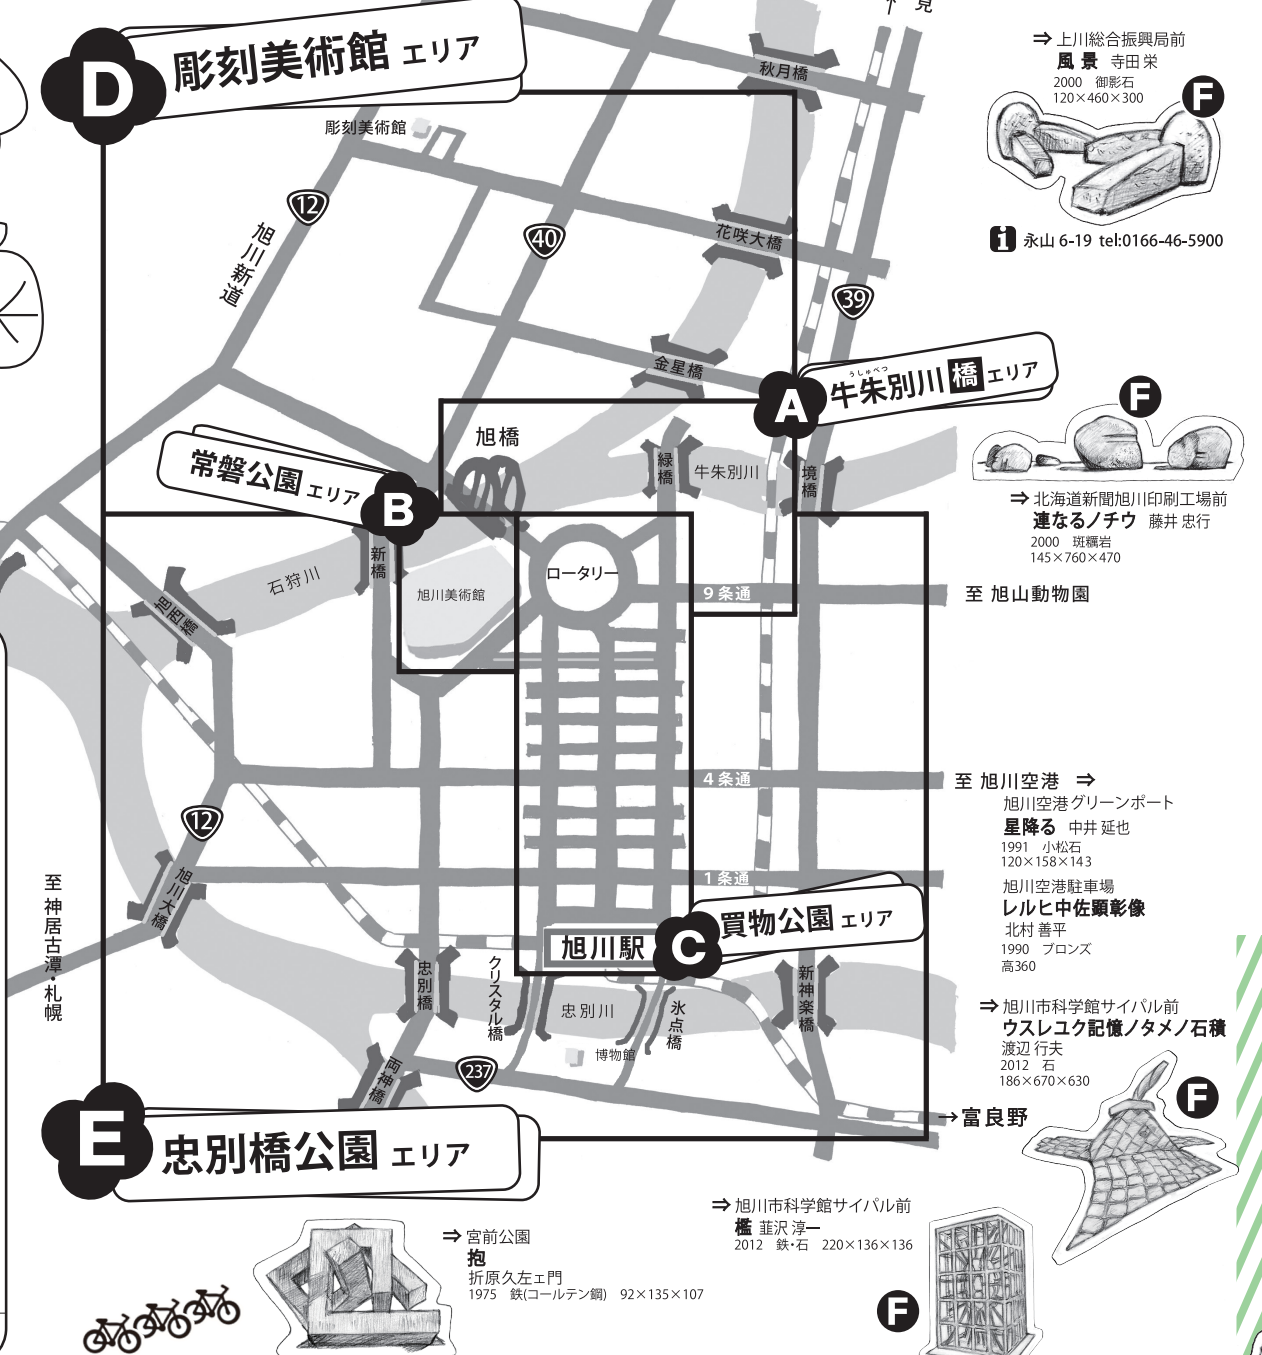 見
D
彫刻美術館 エリア
秋月橋
彫刻美術館
12
旭川新道
40
花咲大橋
39
金星橋
A
うしゅべつ
牛朱別川橋エリア
旭橋
常磐公園 エリア
B
緑橋
牛朱別川
境橋
新橋
石狩川
旭川美術館
ロータリー
9条通
至 旭山動物園
旭西橋
4条通
12
旭川大橋
1条通
至 神居古潭・札幌
旭川駅
C
買物公園 エリア
忠別橋
クリスタル橋
忠別川
氷点橋
新神楽橋
博物館
両神橋
237
→富良野
E
忠別橋公園 エリア
⇒ 上川総合振興局前
風景 寺田 栄
2000 御影石
120×460×300
F
i 永山 6-19 tel:0166-46-5900
F
⇒ 北海道新聞旭川印刷工場前
連なるノチウ 藤井 忠行
2000 斑糲岩
145×760×470
至 旭川空港 ⇒
旭川空港グリーンポート
星降る 中井 延也
1991 小松石
120×158×143
旭川空港駐車場
レルヒ中佐顕彰像
北村 善平
1990 ブロンズ
高360
⇒ 旭川市科学館サイパル前
ウスレユク記憶ノタメノ石積
渡辺 行夫
2012 石
186×670×630
F
⇒ 旭川市科学館サイパル前
檻 韮沢 淳一
2012 鉄・石 220×136×136
F
⇒ 宮前公園
抱
折原久左ェ門
1975 鉄(コールテン鋼) 92×135×107